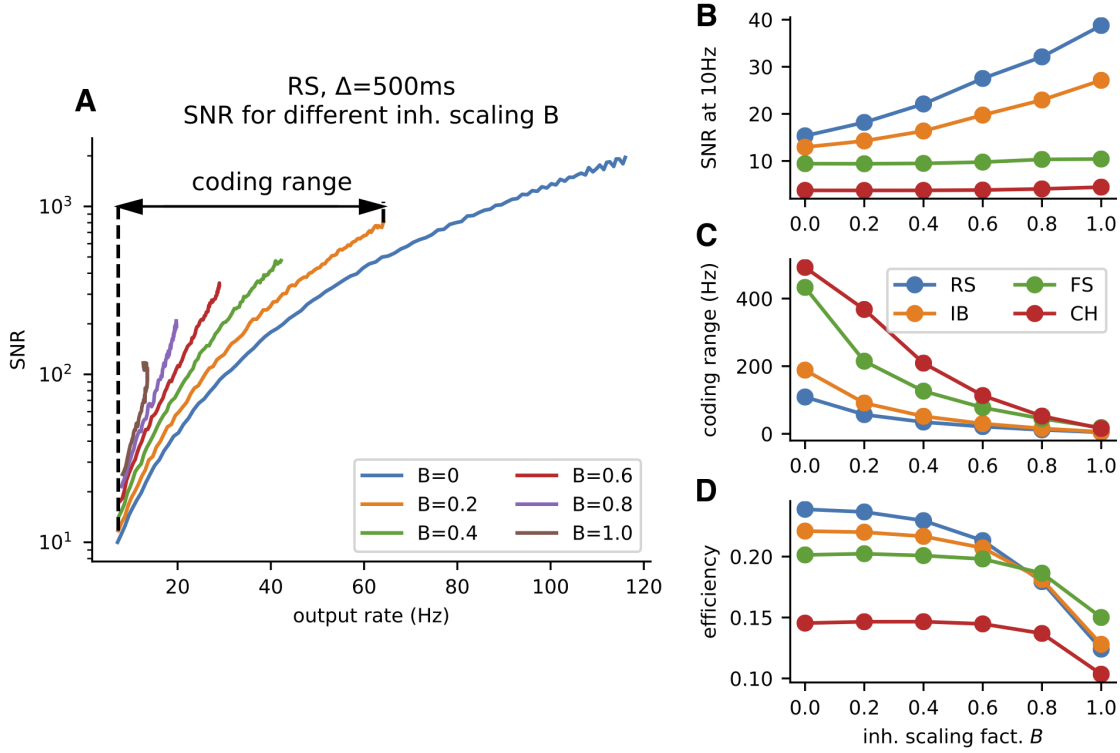 A
RS, Δ=500ms
SNR for different inh. scaling B
coding range
SNR
10³
10²
10¹
20
40
60
80
100
120
output rate (Hz)
B=0
B=0.2
B=0.4
B=0.6
B=0.8
B=1.0
B
SNR at 10Hz
40
30
20
10
0.0 0.2 0.4 0.6 0.8 1.0
C
coding range (Hz)
400
200
0
RS
IB
FS
CH
0.0 0.2 0.4 0.6 0.8 1.0
D
efficiency
0.20
0.15
0.10
0.0 0.2 0.4 0.6 0.8 1.0
inh. scaling fact. B